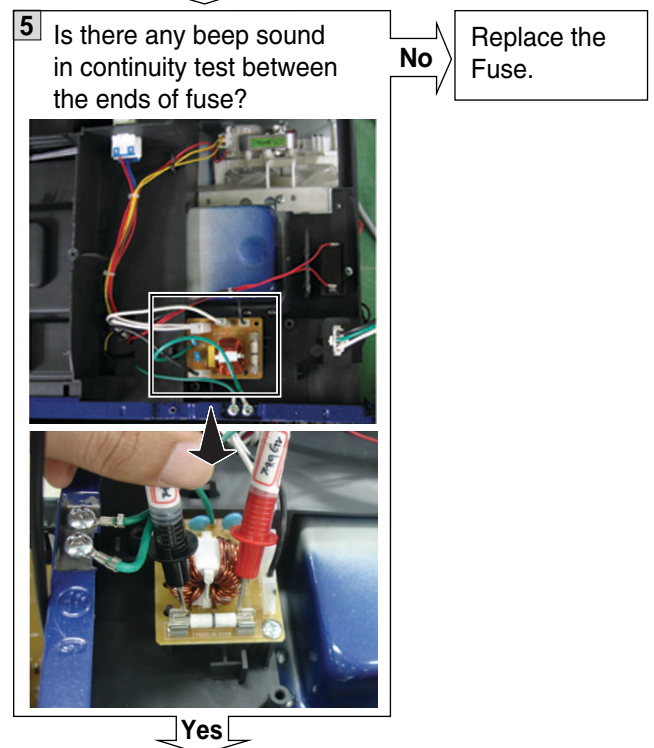 5
Is there any beep sound
in continuity test between
the ends of fuse?
No
Replace the
Fuse.
Yes